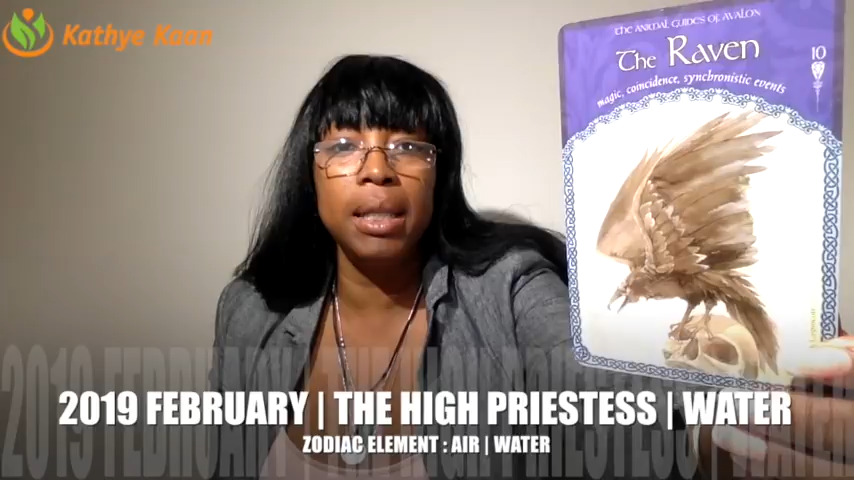 Kathye Koan
THE ANIMAL GUIDES OF AVALON
The Raven
magic, coincidence, synchronistic events
10
2019 FEBRUARY | THE HIGH PRIESTESS | WATER
ZODIAC ELEMENT : AIR | WATER